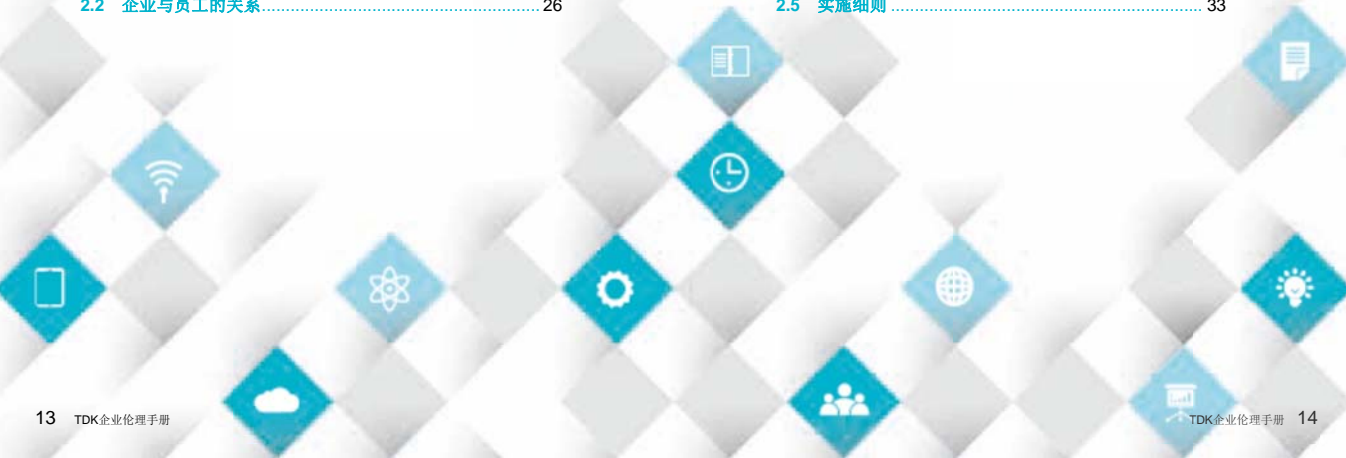 2.2 企业与员工的关系..........................................................26
2.5 实施细则.................................................................33
13 TDK企业伦理手册
TDK企业伦理手册 14